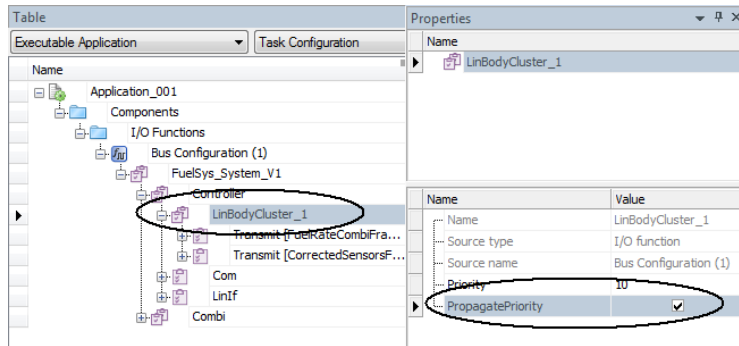 Table
Executable Application
Task Configuration
Name
Application_001
Components
I/O Functions
Bus Configuration (1)
FuelSys_System_V1
Controller
LinBodyCluster_1
Transmit [FuelRateCombiFra...
Transmit [CorrectedSensorsF...
Com
LinIf
Combi
Properties
Name
LinBodyCluster_1
Name Value
Name LinBodyCluster_1
Source type I/O function
Source name Bus Configuration (1)
Priority 10
PropagatePriority